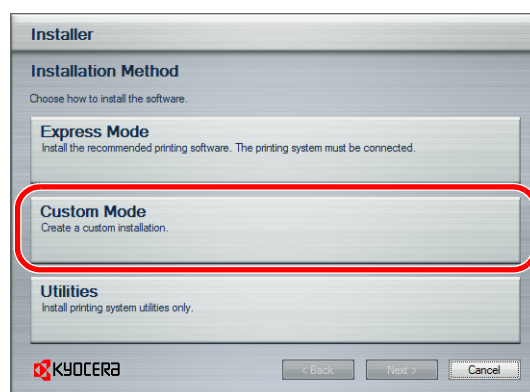 Installer
Installation Method
Choose how to install the software.
Express Mode
Install the recommended printing software. The printing system must be connected.
Custom Mode
Create a custom installation.
Utilities
Install printing system utilities only.
KYOCERA
< Back
Next >
Cancel